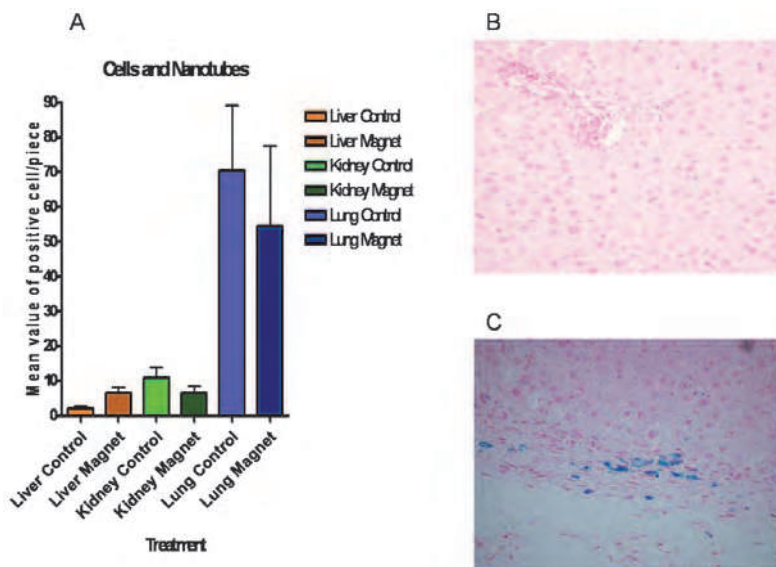 A
Cells and Nanotubes
Mean value of positive cell/piece
90
80
70
60
50
40
30
20
10
0
Liver Control
Liver Magnet
Kidney Control
Kidney Magnet
Lung Control
Lung Magnet
Treatment
Liver Control
Liver Magnet
Kidney Control
Kidney Magnet
Lung Control
Lung Magnet
B
C